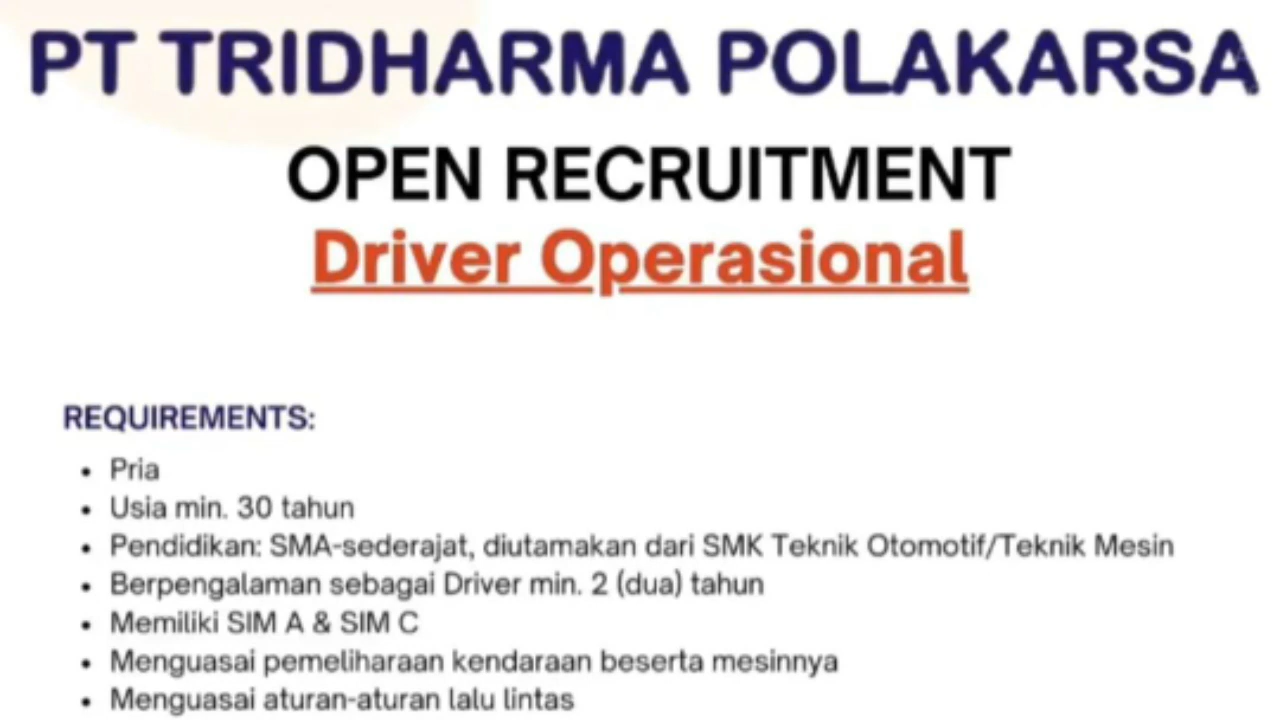 PT TRIDHARMA POLAKARSA
OPEN RECRUITMENT
Driver Operasional
REQUIREMENTS:
• Pria
• Usia min. 30 tahun
• Pendidikan: SMA-sederajat, diutamakan dari SMK Teknik Otomotif/Teknik Mesin
• Berpengalaman sebagai Driver min. 2 (dua) tahun
• Memiliki SIM A & SIM C
• Menguasai pemeliharaan kendaraan beserta mesinnya
• Menguasai aturan-aturan lalu lintas